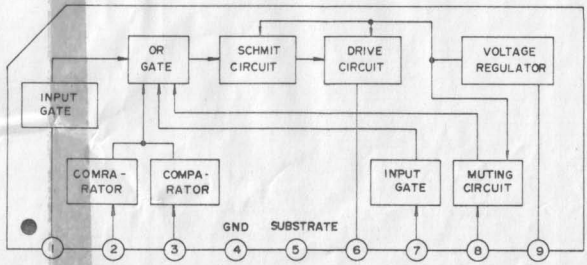 OR
GATE
SCHMIT
CIRCUIT
DRIVE
CIRCUIT
VOLTAGE
REGULATOR
INPUT
GATE
COMRA-
RATOR
COMPA-
RATOR
INPUT
GATE
MUTING
CIRCUIT
GND SUBSTRATE
1 2 3 4 5 6 7 8 9